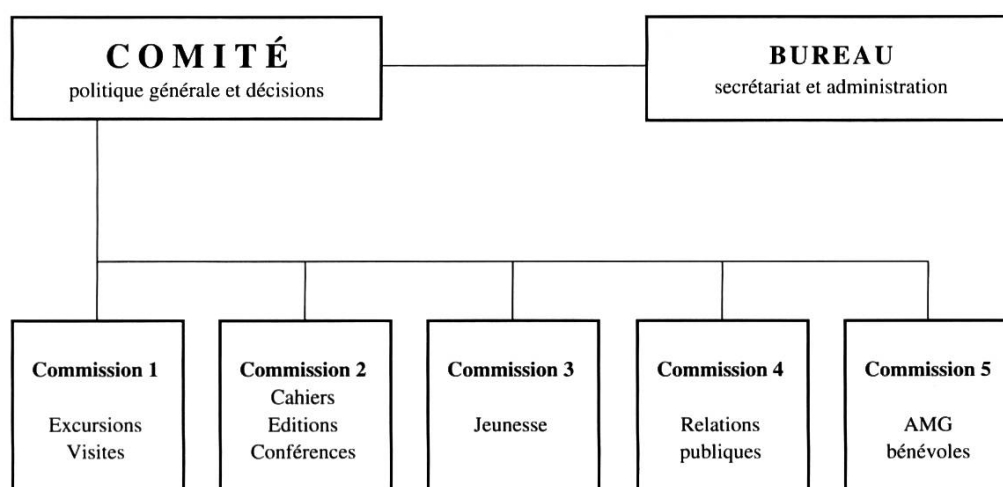 COMITÉ
politique générale et décisions
BUREAU
secrétariat et administration
Commission 1
Excursions
Visites
Commission 2
Cahiers
Editions
Conférences
Commission 3
Jeunesse
Commission 4
Relations
publiques
Commission 5
AMG
bénévoles